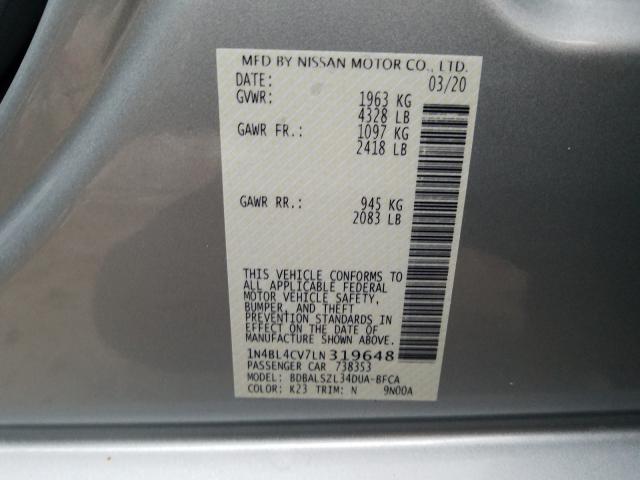 MFD BY NISSAN MOTOR CO., LTD.
DATE: 03/20
GVWR: 1963 KG
4328 LB
GAWR FR.: 1097 KG
2418 LB
GAWR RR.: 945 KG
2083 LB
THIS VEHICLE CONFORMS TO
ALL APPLICABLE FEDERAL
MOTOR VEHICLE SAFETY,
BUMPER, AND THEFT
PREVENTION STANDARDS IN
EFFECT ON THE DATE OF
MANUFACTURE SHOWN ABOVE.
1N4BL4CV7LN319648
PASSENGER CAR 738353
MODEL: BDBALSZL34DUA-BFCA
COLOR: K23 TRIM: N 9N00A